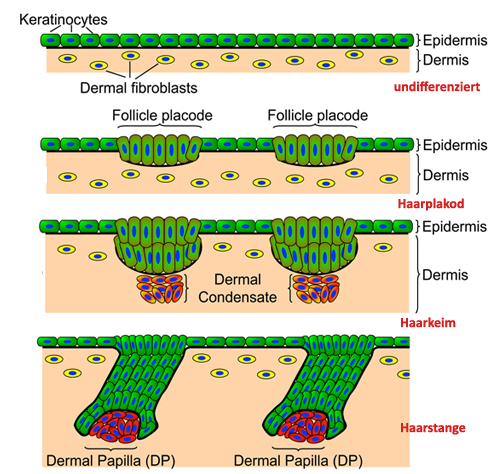 Keratinocytes
Epidermis
Dermis
Dermal fibroblasts
undifferenziert
Follicle placode
Follicle placode
Epidermis
Dermis
Haarplakod
Epidermis
Dermal
Condensate
Dermis
Haarkeim
Haarstange
Dermal Papilla (DP)
Dermal Papilla (DP)